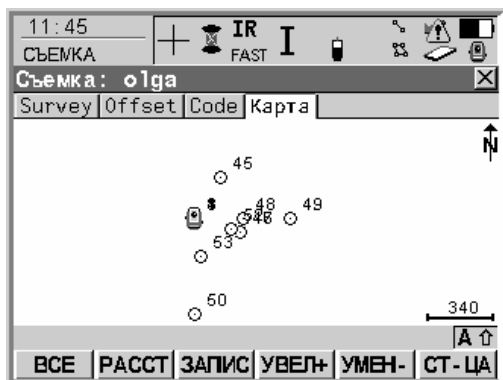 11:45
IR
FAST
I
СЪЕМКА
Съемка: olga
Survey Offset Code Карта
N
45
48
49
53
50
340
A
ВСЕ РАССТ ЗАПИС УВЕЛ+ УМЕН- СТ-ЦА